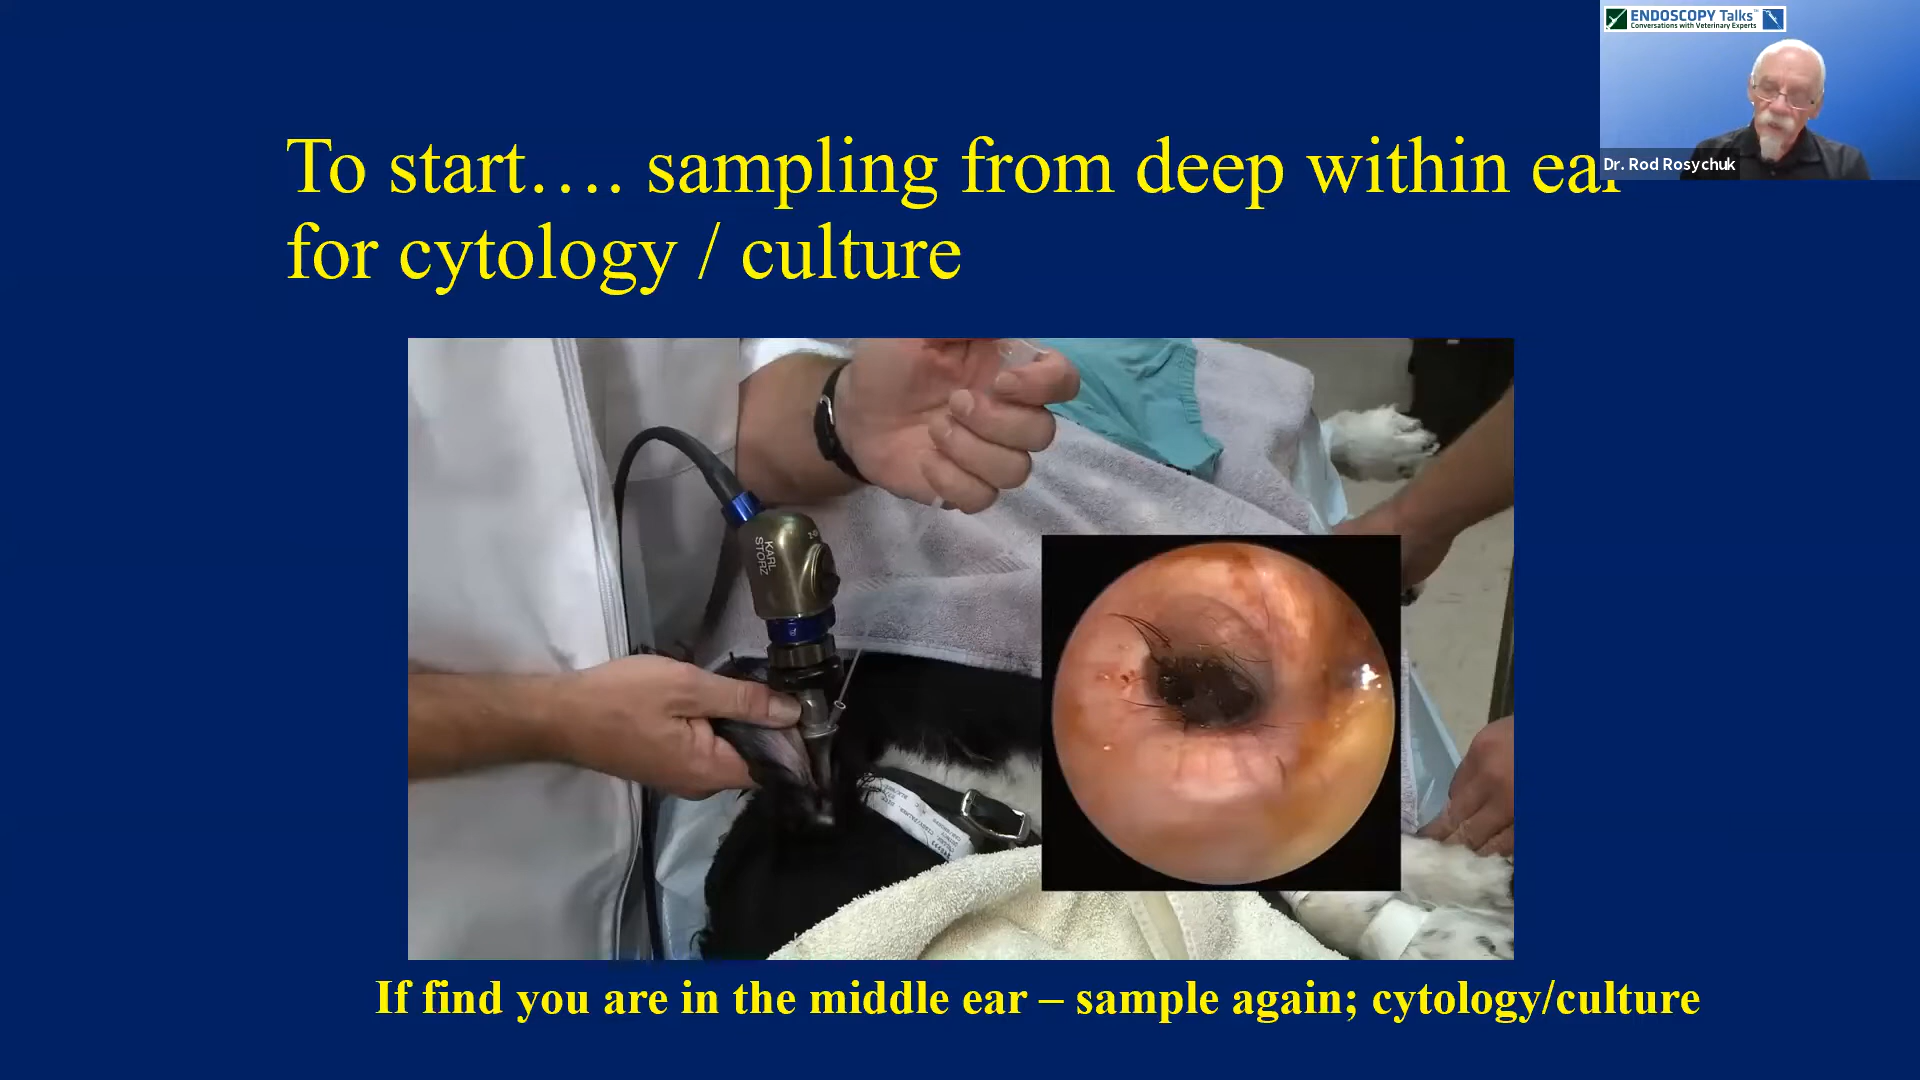 ENDOSCOPY Talks™
Conversations with Veterinary Experts
Dr. Rod Rosychuk
To start…. sampling from deep within ear
for cytology / culture
KARL
STORZ
If find you are in the middle ear – sample again; cytology/culture